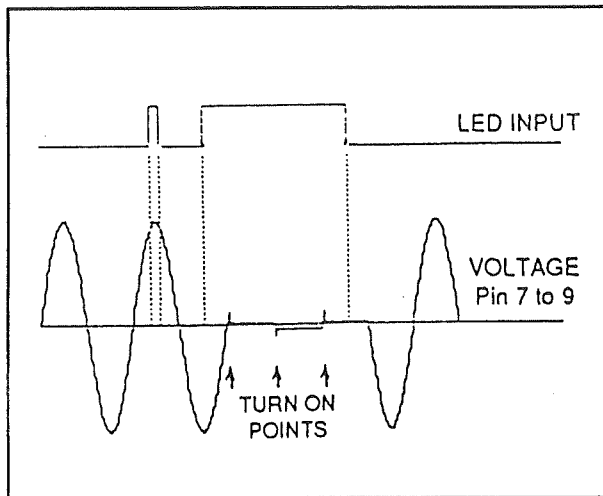 LED INPUT
VOLTAGE
Pin 7 to 9
TURN ON
POINTS